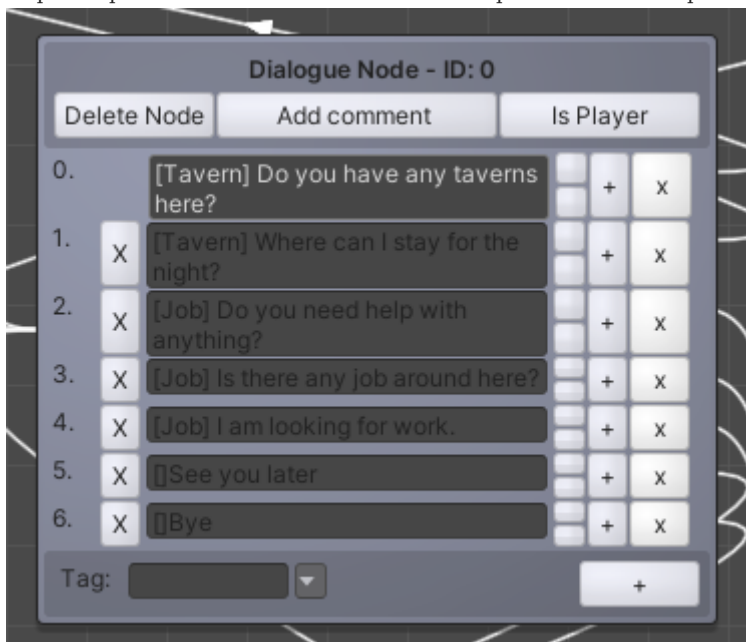 Dialogue Node - ID: 0
Delete Node Add comment Is Player
0. [Tavern] Do you have any taverns
here? + x
1. X [Tavern] Where can I stay for the
night? + x
2. X [Job] Do you need help with
anything? + x
3. X [Job] Is there any job around here? + x
4. X [Job] I am looking for work. + x
5. X []See you later + x
6. X []Bye + x
Tag: +